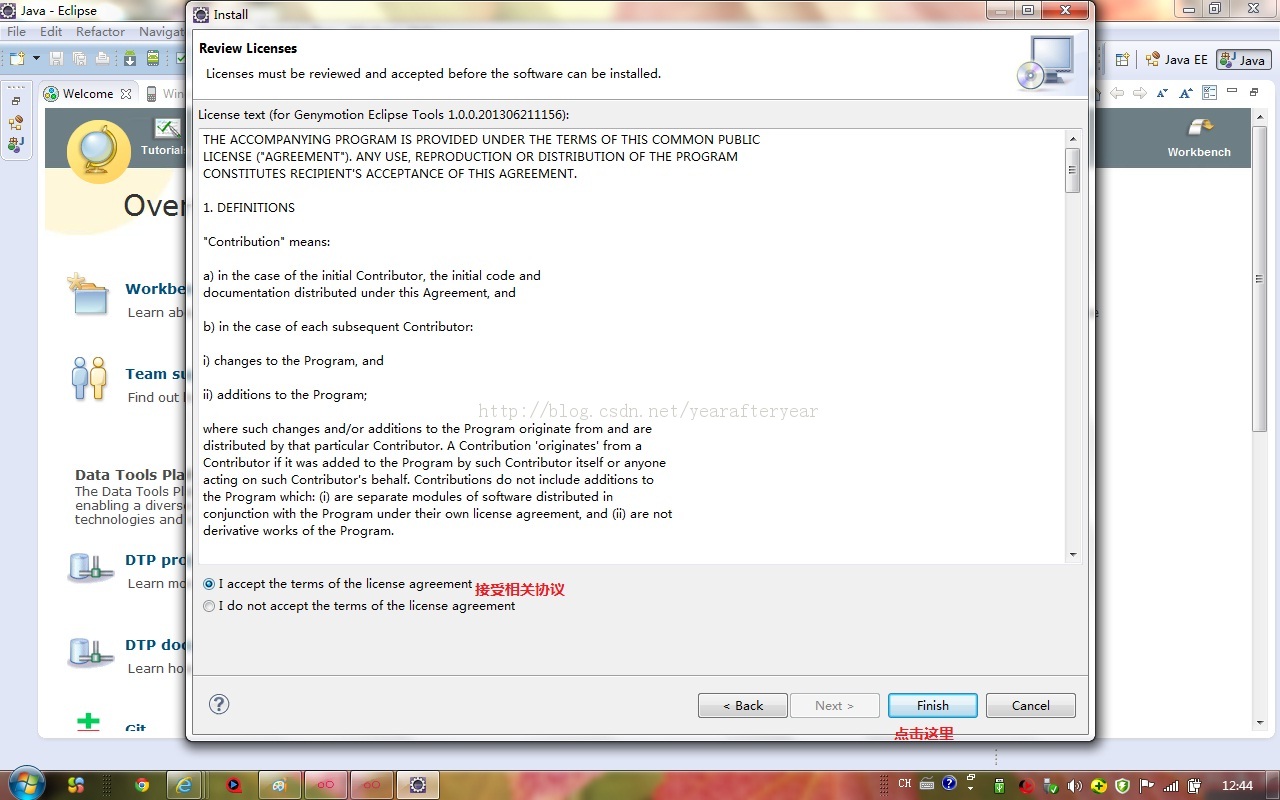 Java - Eclipse
File Edit Refactor Navigat
Java EE
Java
Welcome
Win
Tutorial
Workbench
Over
Workbe
Learn ab
Team su
Find out
Data Tools Pla
The Data Tools Pl
enabling a divers
technologies and
DTP pro
Learn mo
DTP doc
Learn ho
Git
Install
Review Licenses
Licenses must be reviewed and accepted before the software can be installed.
License text (for Genymotion Eclipse Tools 1.0.0.201306211156):
THE ACCOMPANYING PROGRAM IS PROVIDED UNDER THE TERMS OF THIS COMMON PUBLIC
LICENSE ("AGREEMENT"). ANY USE, REPRODUCTION OR DISTRIBUTION OF THE PROGRAM
CONSTITUTES RECIPIENT'S ACCEPTANCE OF THIS AGREEMENT.
1. DEFINITIONS
"Contribution" means:
a) in the case of the initial Contributor, the initial code and
documentation distributed under this Agreement, and
b) in the case of each subsequent Contributor:
i) changes to the Program, and
ii) additions to the Program;
http://blog.csdn.net/yearafteryear
where such changes and/or additions to the Program originate from and are
distributed by that particular Contributor. A Contribution 'originates' from a
Contributor if it was added to the Program by such Contributor itself or anyone
acting on such Contributor's behalf. Contributions do not include additions to
the Program which: (i) are separate modules of software distributed in
conjunction with the Program under their own license agreement, and (ii) are not
derivative works of the Program.
I accept the terms of the license agreement 接受相关协议
I do not accept the terms of the license agreement
< Back
Next >
Finish
Cancel
点击这里
CH
12:44